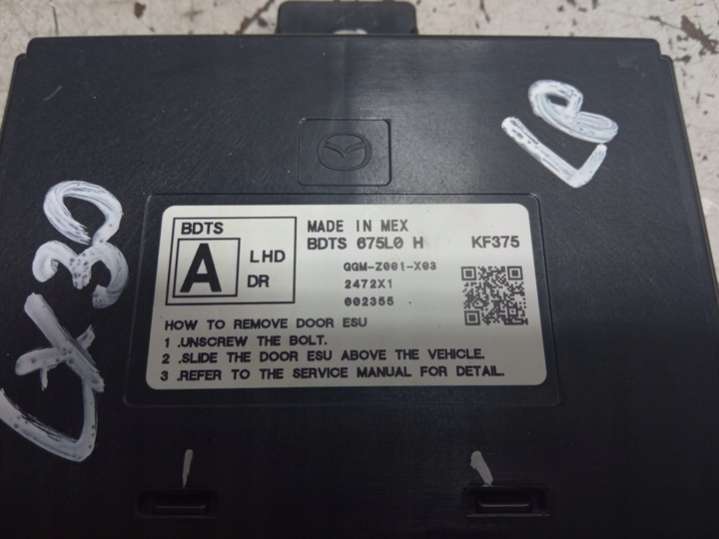 CX-30
LR
BDTS
A
LHD
DR
MADE IN MEX
BDTS 675L0 H KF375
GGM-Z001-X03
2472X1
002355
HOW TO REMOVE DOOR ESU
1 .UNSCREW THE BOLT.
2 .SLIDE THE DOOR ESU ABOVE THE VEHICLE.
3 .REFER TO THE SERVICE MANUAL FOR DETAIL.